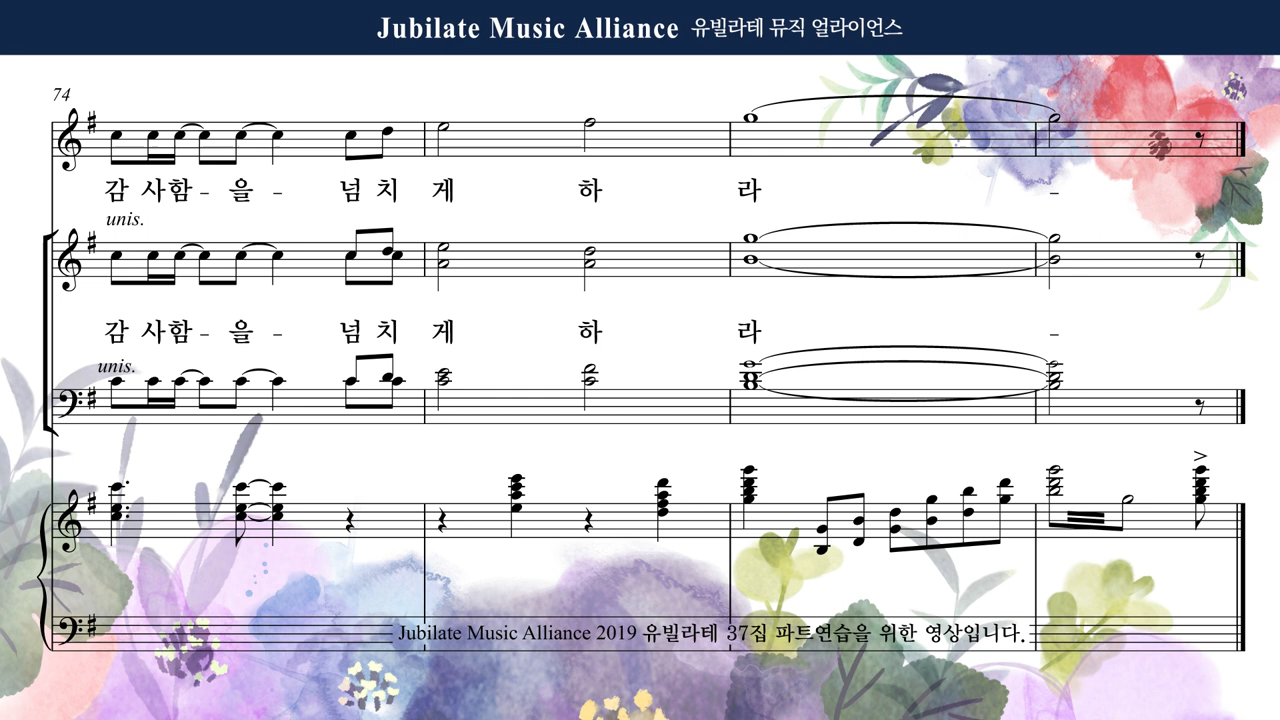 Jubilate Music Alliance 유빌라테 뮤직 얼라이언스
74
감 사함 - 을 - 넘 치 게 하 라 -
unis.
감 사함 - 을 - 넘 치 게 하 라 -
unis.
Jubilate Music Alliance 2019 유빌라테 37집 파트연습을 위한 영상입니다.